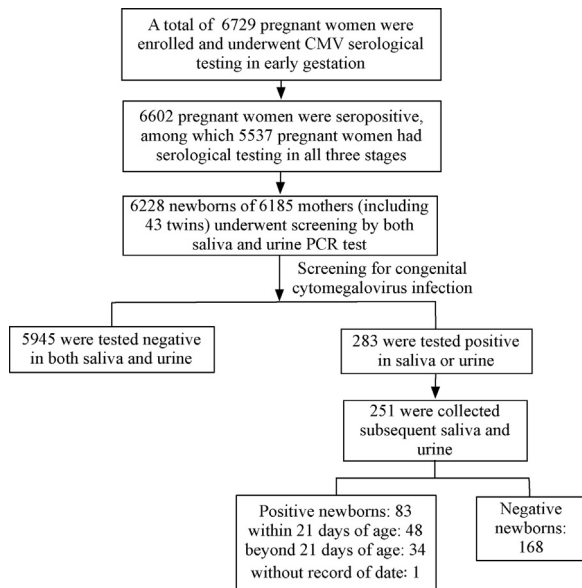 A total of 6729 pregnant women were
enrolled and underwent CMV serological
testing in early gestation
6602 pregnant women were seropositive,
among which 5537 pregnant women had
serological testing in all three stages
6228 newborns of 6185 mothers (including
43 twins) underwent screening by both
saliva and urine PCR test
Screening for congenital
cytomegalovirus infection
5945 were tested negative
in both saliva and urine
283 were tested positive
in saliva or urine
251 were collected
subsequent saliva and
urine
Positive newborns: 83
within 21 days of age: 48
beyond 21 days of age: 34
without record of date: 1
Negative
newborns:
168